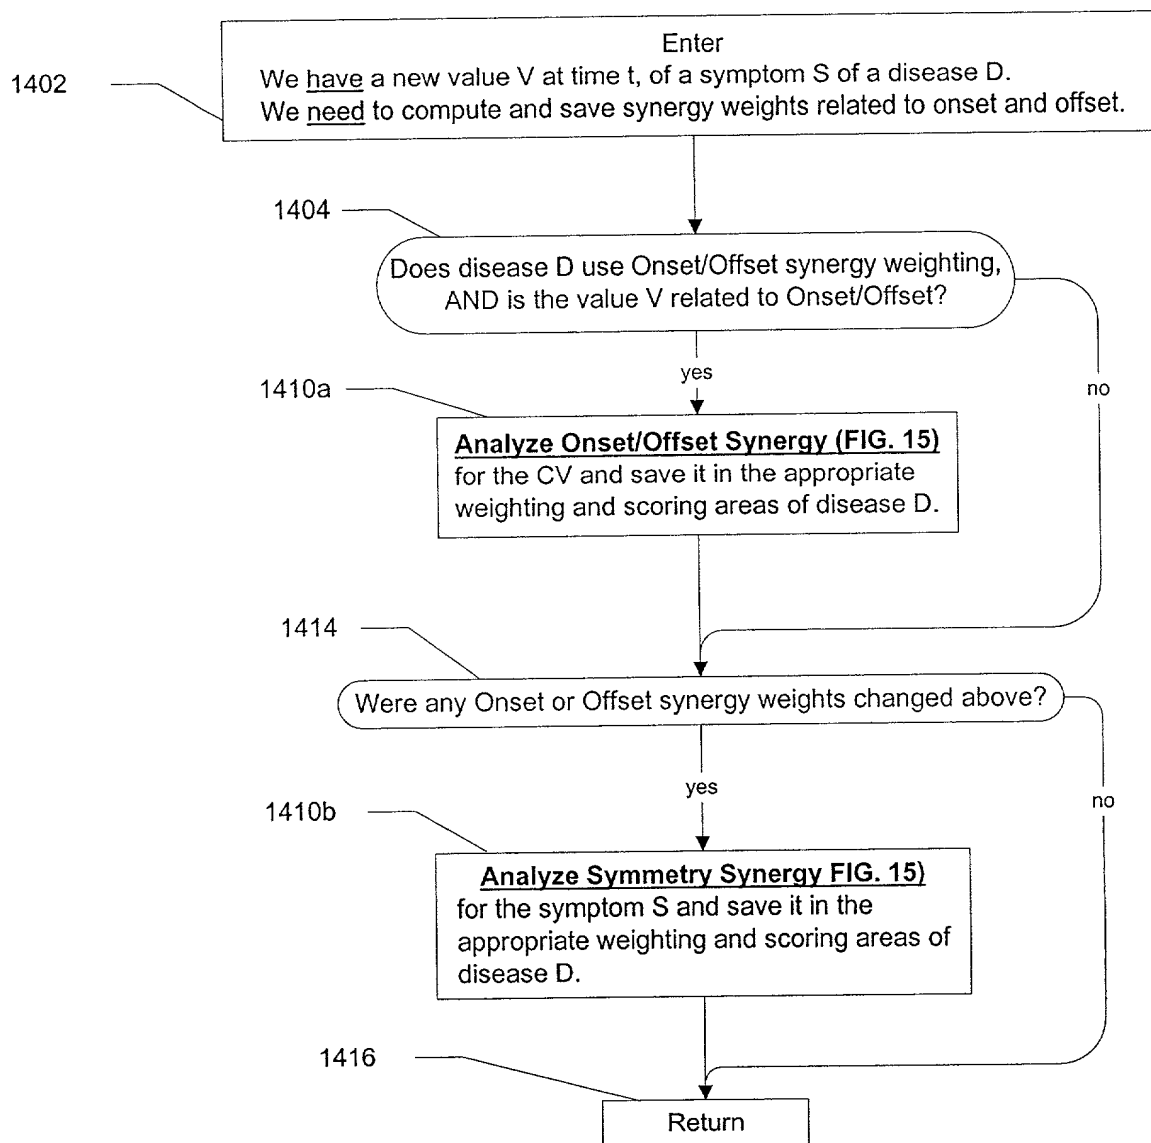 Enter
1402
We have a new value V at time t, of a symptom S of a disease D.
We need to compute and save synergy weights related to onset and offset.
1404
Does disease D use Onset/Offset synergy weighting,
AND is the value V related to Onset/Offset?
yes
no
1410a
Analyze Onset/Offset Synergy (FIG. 15)
for the CV and save it in the appropriate
weighting and scoring areas of disease D.
1414
Were any Onset or Offset synergy weights changed above?
yes
no
1410b
Analyze Symmetry Synergy FIG. 15)
for the symptom S and save it in the
appropriate weighting and scoring areas of
disease D.
1416
Return